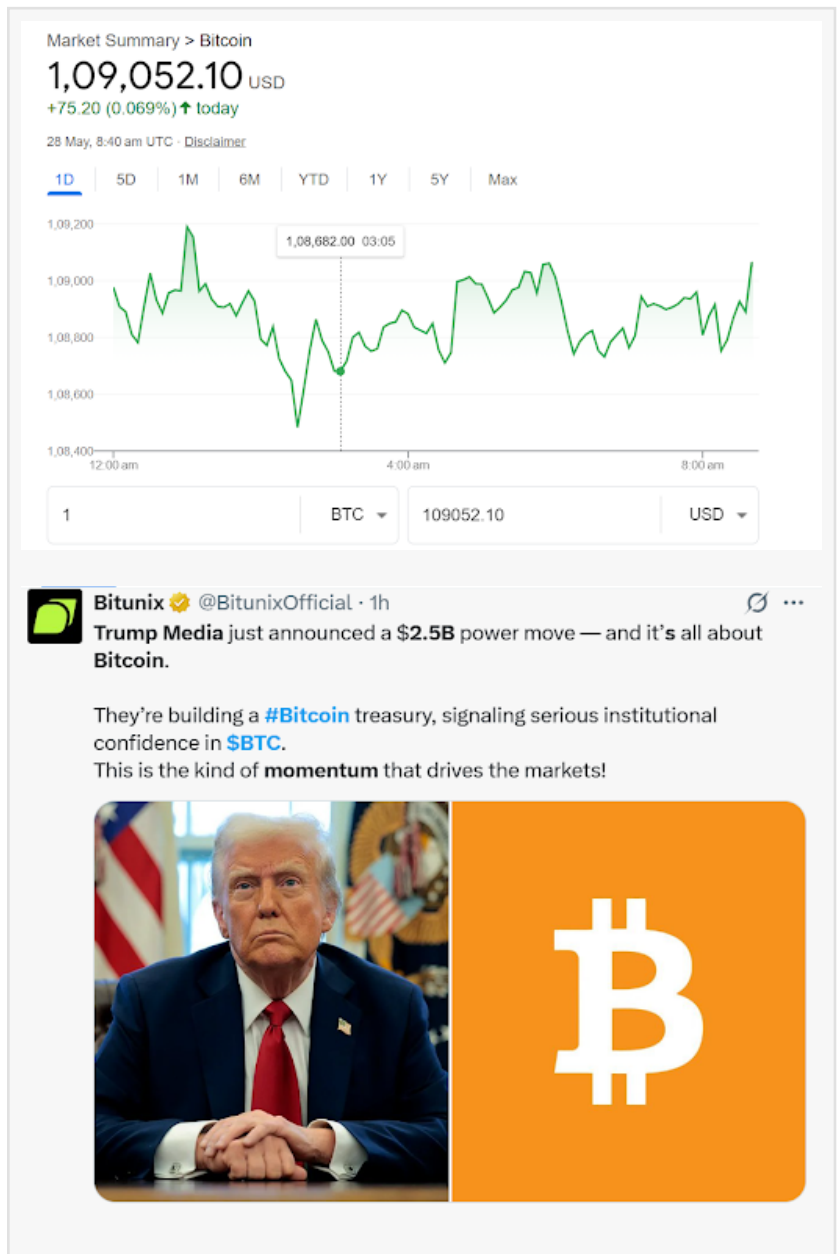 Market Summary > Bitcoin
1,09,052.10 USD
+75.20 (0.069%) ↑ today
28 May, 8:40 am UTC · Disclaimer
1D 5D 1M 6M YTD 1Y 5Y Max
1,09,200
1,08,682.00 03:05
1,09,000
1,08,800
1,08,600
1,08,400
12:00 am 4:00 am 8:00 am
1 BTC 109052.10 USD
Bitunix @BitunixOfficial · 1h
Trump Media just announced a $2.5B power move — and it's all about
Bitcoin.
They're building a #Bitcoin treasury, signaling serious institutional
confidence in $BTC.
This is the kind of momentum that drives the markets!